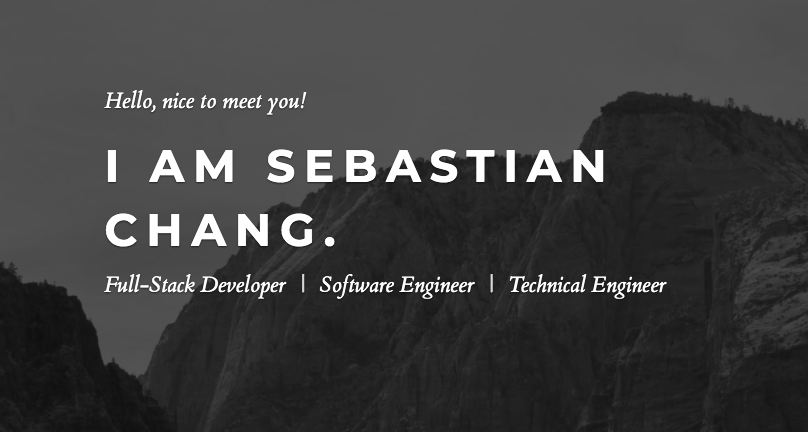 Hello, nice to meet you!
I AM SEBASTIAN
CHANG.
Full-Stack Developer | Software Engineer | Technical Engineer